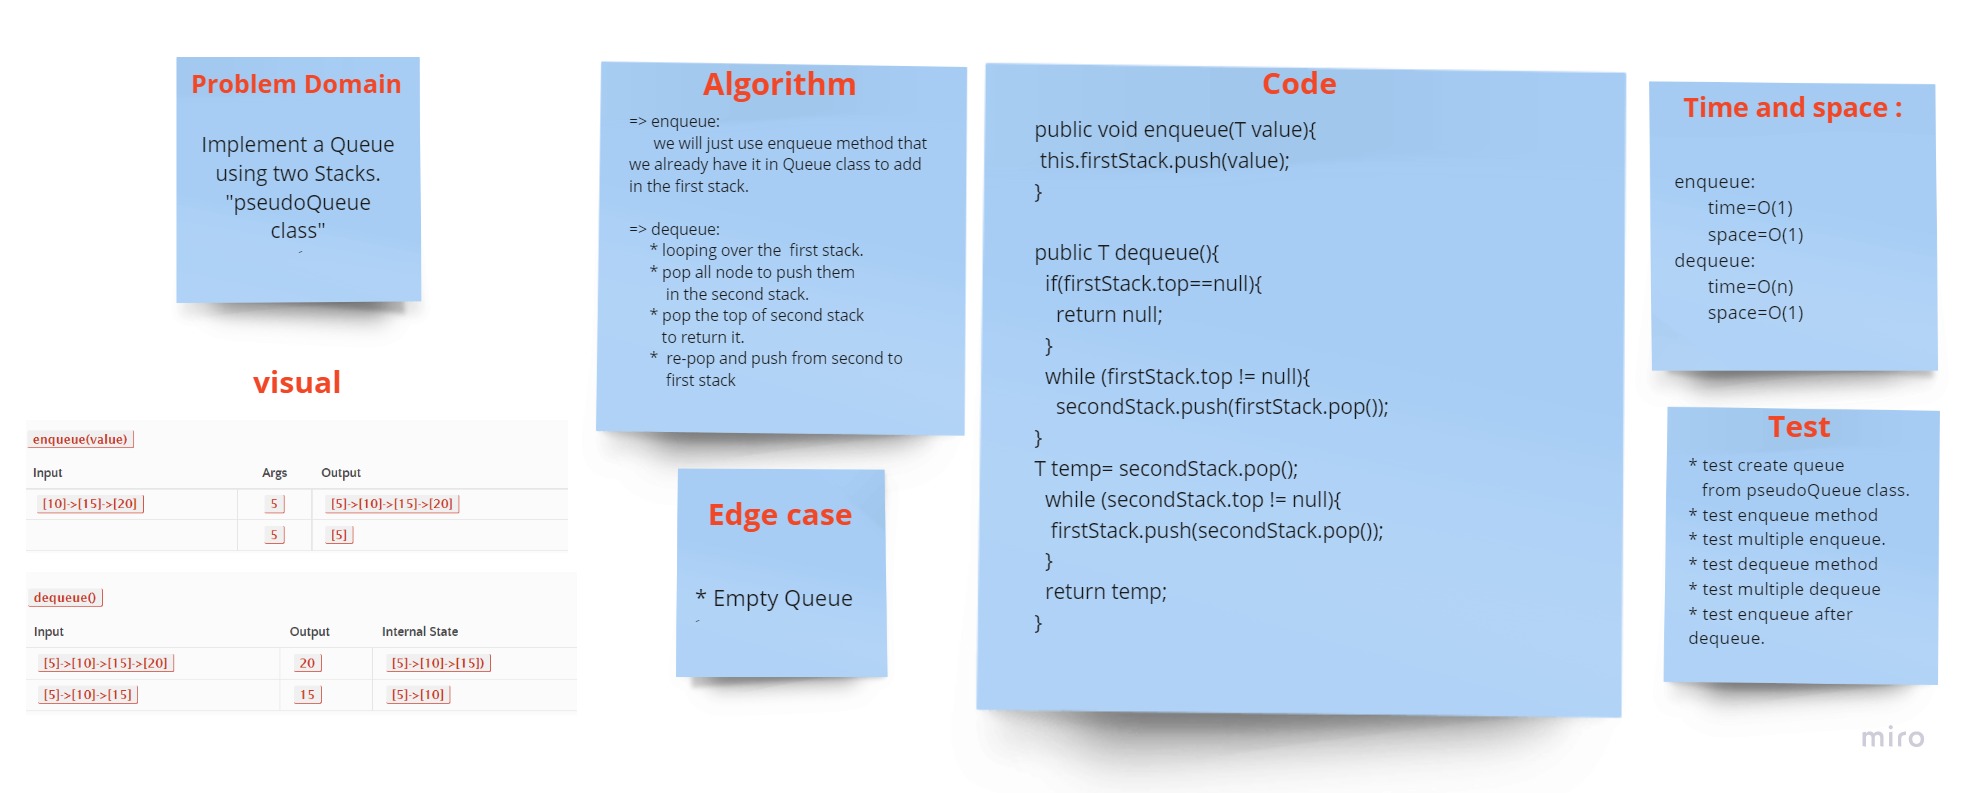 Problem Domain
Implement a Queue
using two Stacks.
"pseudoQueue
class"
visual
enqueue(value)
Input Args Output
[10]->[15]->[20] 5 [5]->[10]->[15]->[20]
5 [5]
dequeue()
Input Output Internal State
[5]->[10]->[15]->[20] 20 [5]->[10]->[15])
[5]->[10]->[15] 15 [5]->[10]
Algorithm
=> enqueue:
we will just use enqueue method that
we already have it in Queue class to add
in the first stack.
=> dequeue:
* looping over the  first stack.
* pop all node to push them
in the second stack.
* pop the top of second stack
to return it.
*  re-pop and push from second to
first stack
Edge case
* Empty Queue
Code
public void enqueue(T value){
this.firstStack.push(value);
}
public T dequeue(){
if(firstStack.top==null){
return null;
}
while (firstStack.top != null){
secondStack.push(firstStack.pop());
}
T temp= secondStack.pop();
while (secondStack.top != null){
firstStack.push(secondStack.pop());
}
return temp;
}
Time and space :
enqueue:
time=O(1)
space=O(1)
dequeue:
time=O(n)
space=O(1)
Test
* test create queue
from pseudoQueue class.
* test enqueue method
* test multiple enqueue.
* test dequeue method
* test multiple dequeue
* test enqueue after
dequeue.
miro